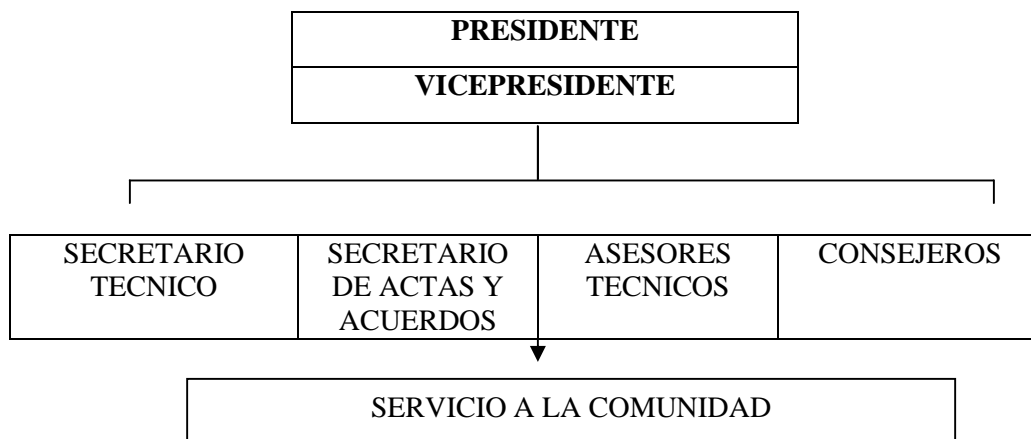 PRESIDENTE
VICEPRESIDENTE
SECRETARIO
TECNICO
SECRETARIO
DE ACTAS Y
ACUERDOS
ASESORES
TECNICOS
CONSEJEROS
SERVICIO A LA COMUNIDAD